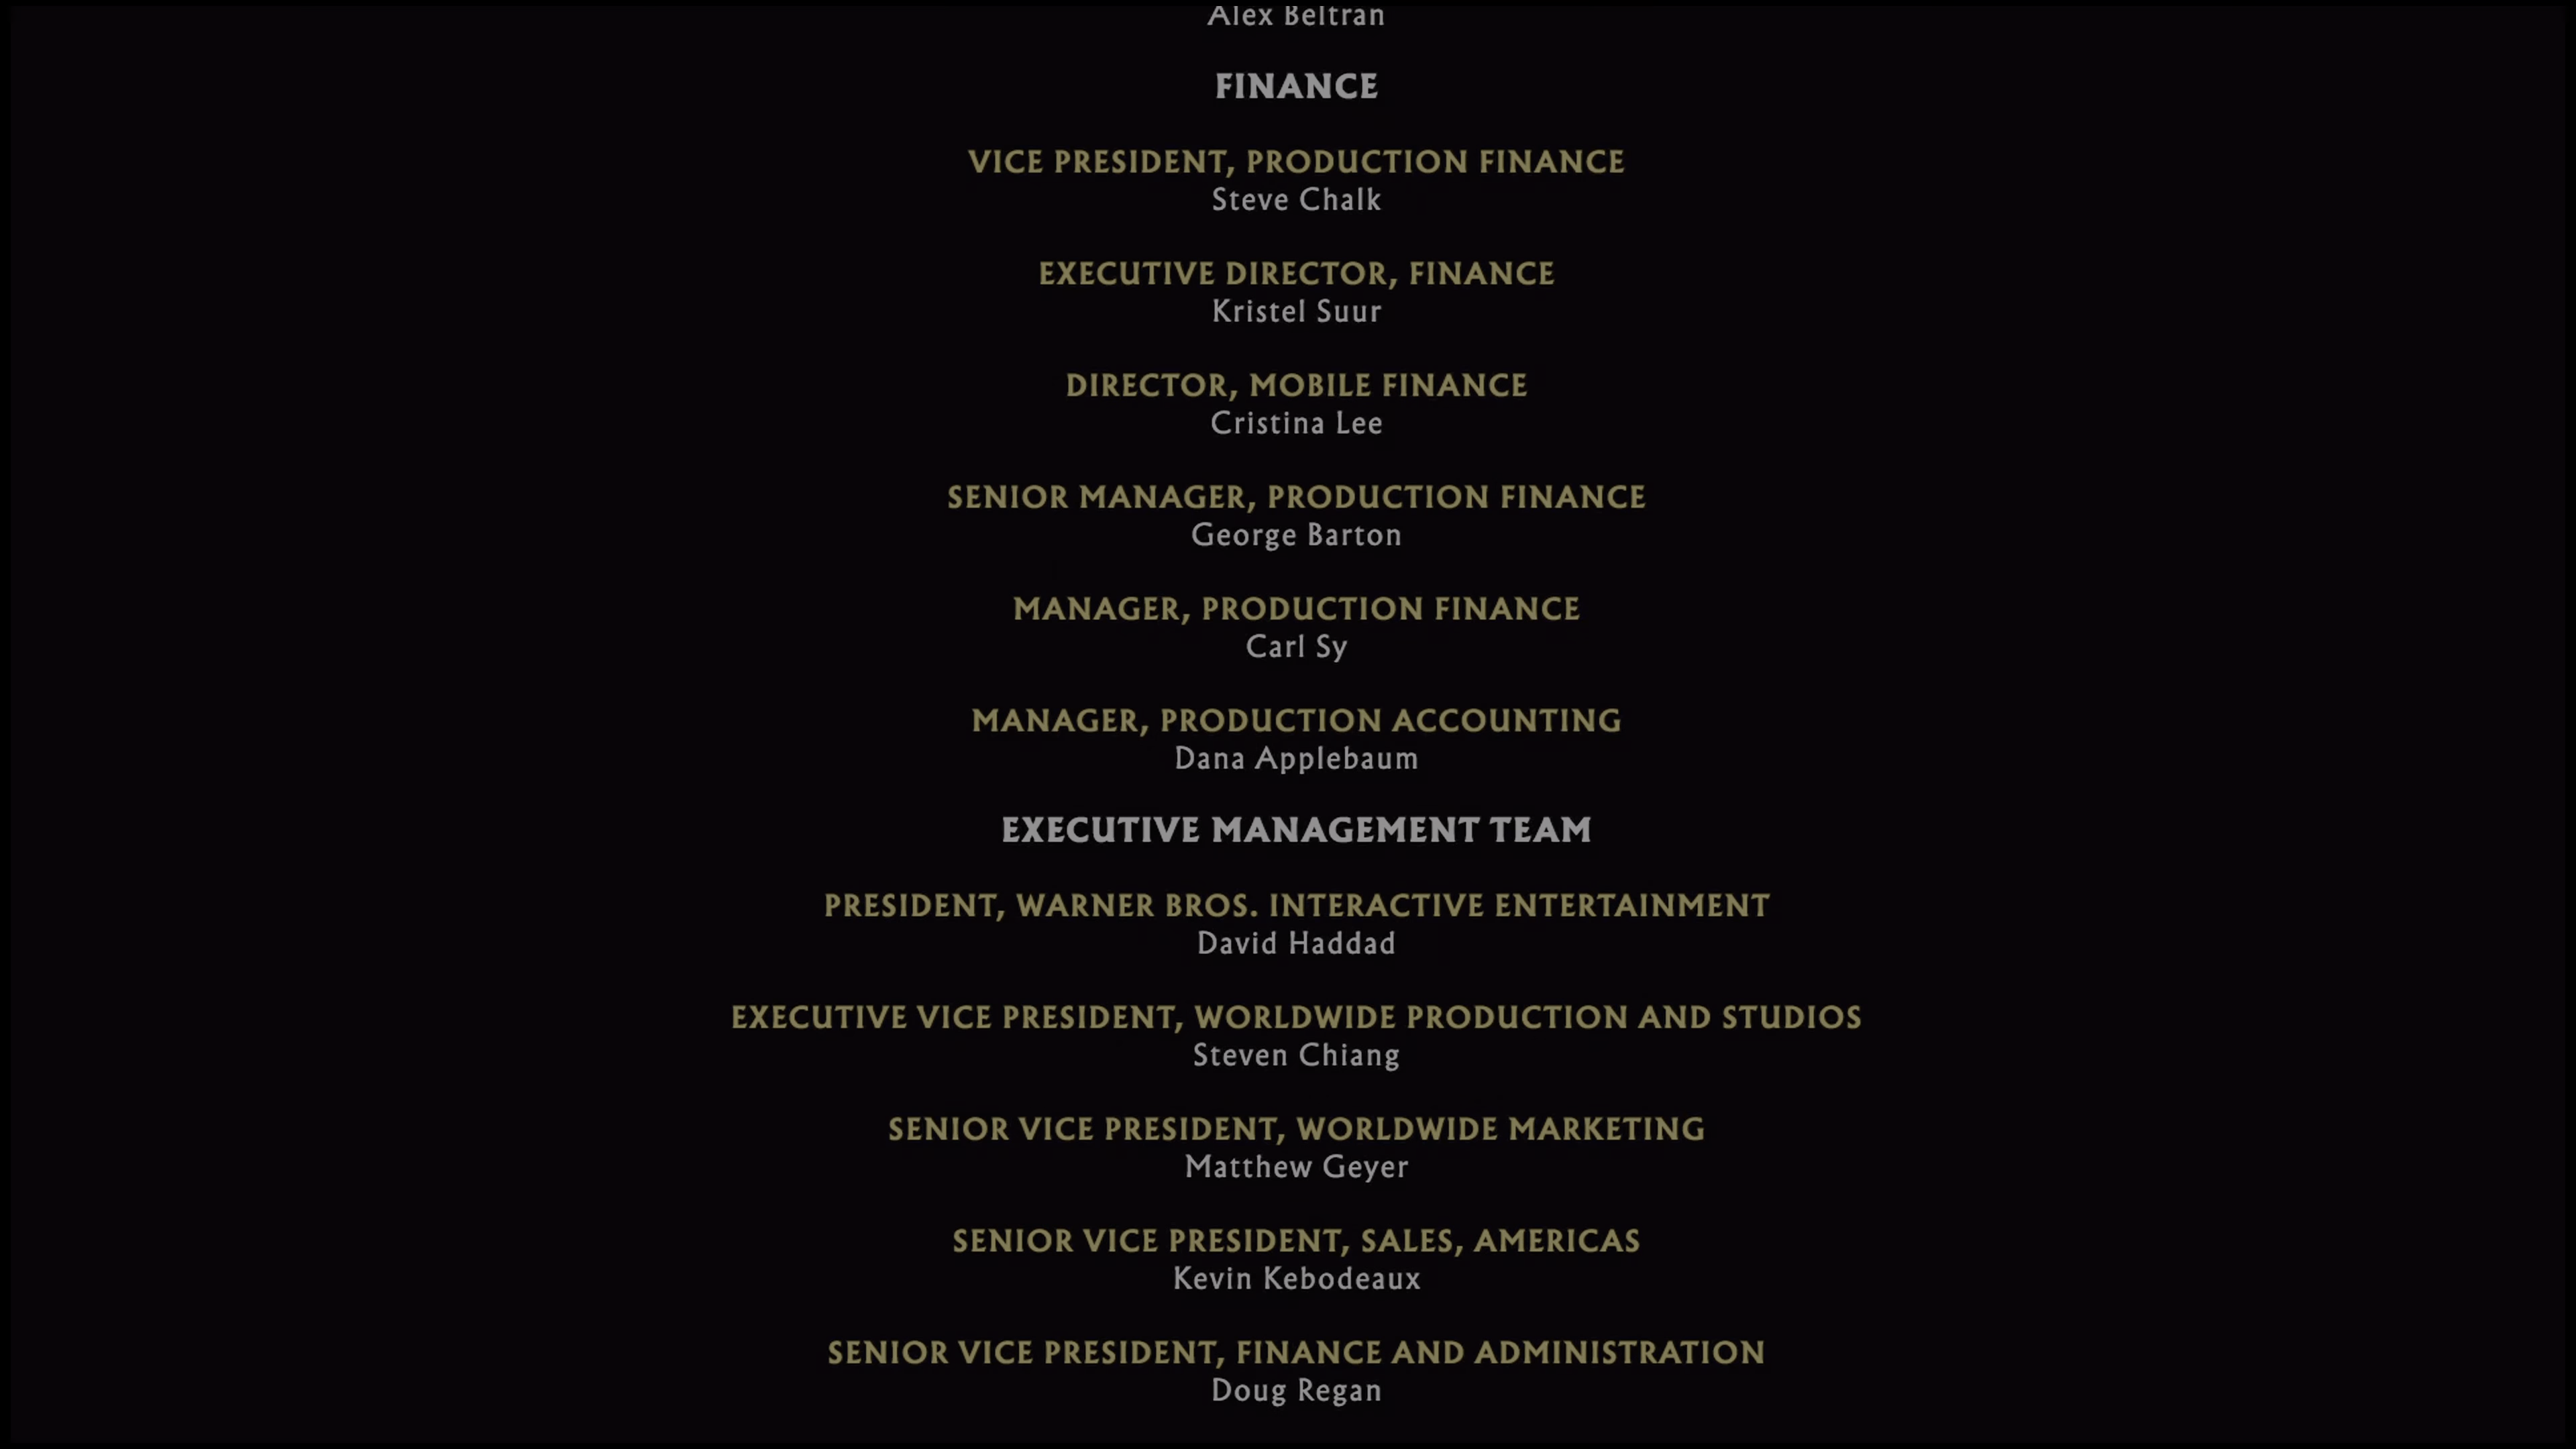 Alex Beltran
FINANCE
VICE PRESIDENT, PRODUCTION FINANCE
Steve Chalk
EXECUTIVE DIRECTOR, FINANCE
Kristel Suur
DIRECTOR, MOBILE FINANCE
Cristina Lee
SENIOR MANAGER, PRODUCTION FINANCE
George Barton
MANAGER, PRODUCTION FINANCE
Carl Sy
MANAGER, PRODUCTION ACCOUNTING
Dana Applebaum
EXECUTIVE MANAGEMENT TEAM
PRESIDENT, WARNER BROS. INTERACTIVE ENTERTAINMENT
David Haddad
EXECUTIVE VICE PRESIDENT, WORLDWIDE PRODUCTION AND STUDIOS
Steven Chiang
SENIOR VICE PRESIDENT, WORLDWIDE MARKETING
Matthew Geyer
SENIOR VICE PRESIDENT, SALES, AMERICAS
Kevin Kebodeaux
SENIOR VICE PRESIDENT, FINANCE AND ADMINISTRATION
Doug Regan